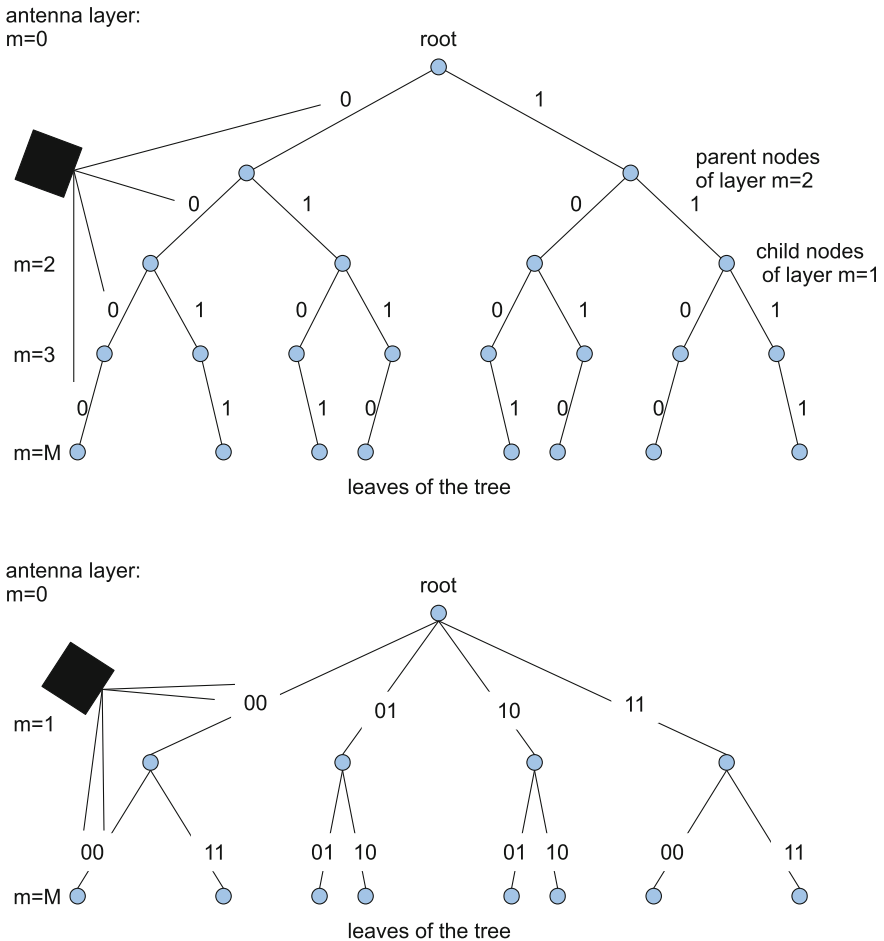 antenna layer:
m=0
root
0 1
parent nodes
of layer m=2
0 1 0 1
m=2
child nodes
of layer m=1
0 1 0 1 0 1 0 1
m=3
0 1 1 0 1 0 0 1
m=M
leaves of the tree
antenna layer:
m=0
root
00 01 10 11
m=1
00 11 01 10 01 10 00 11
m=M
leaves of the tree